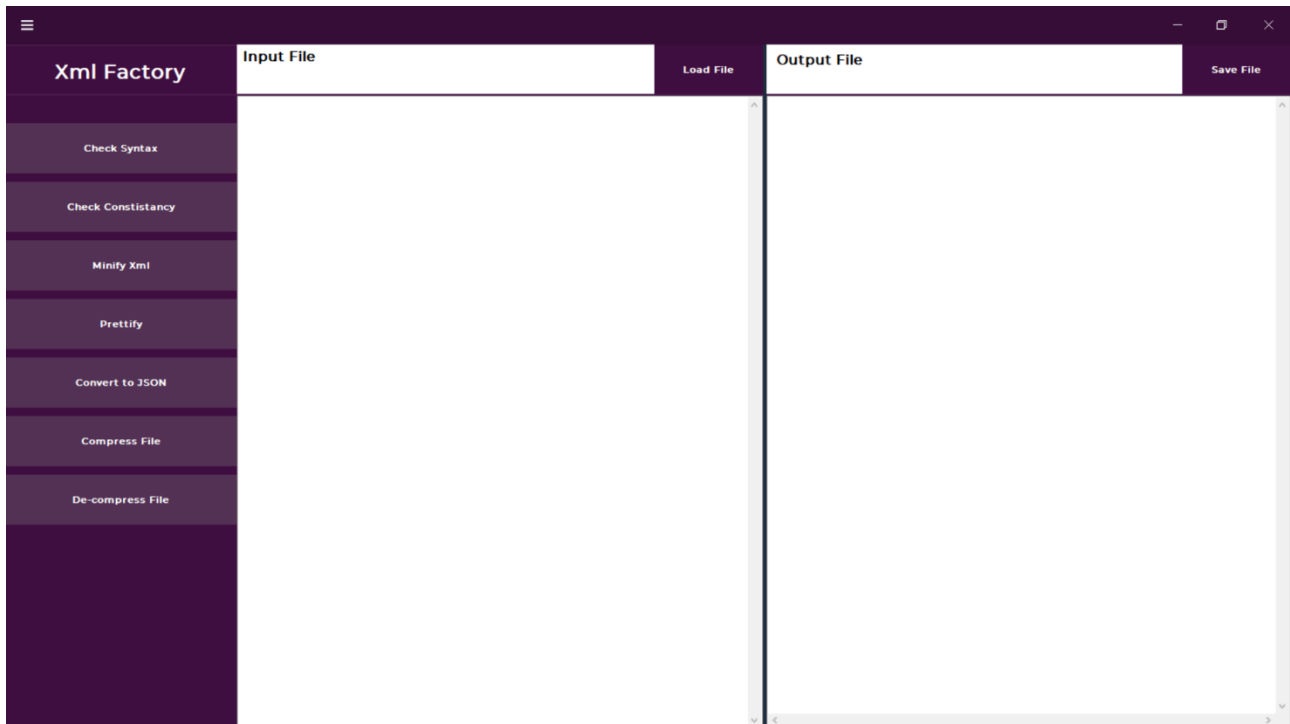 Xml Factory
Input File
Load File
Output File
Save File
Check Syntax
Check Constistancy
Minify Xml
Prettify
Convert to JSON
Compress File
De-compress File